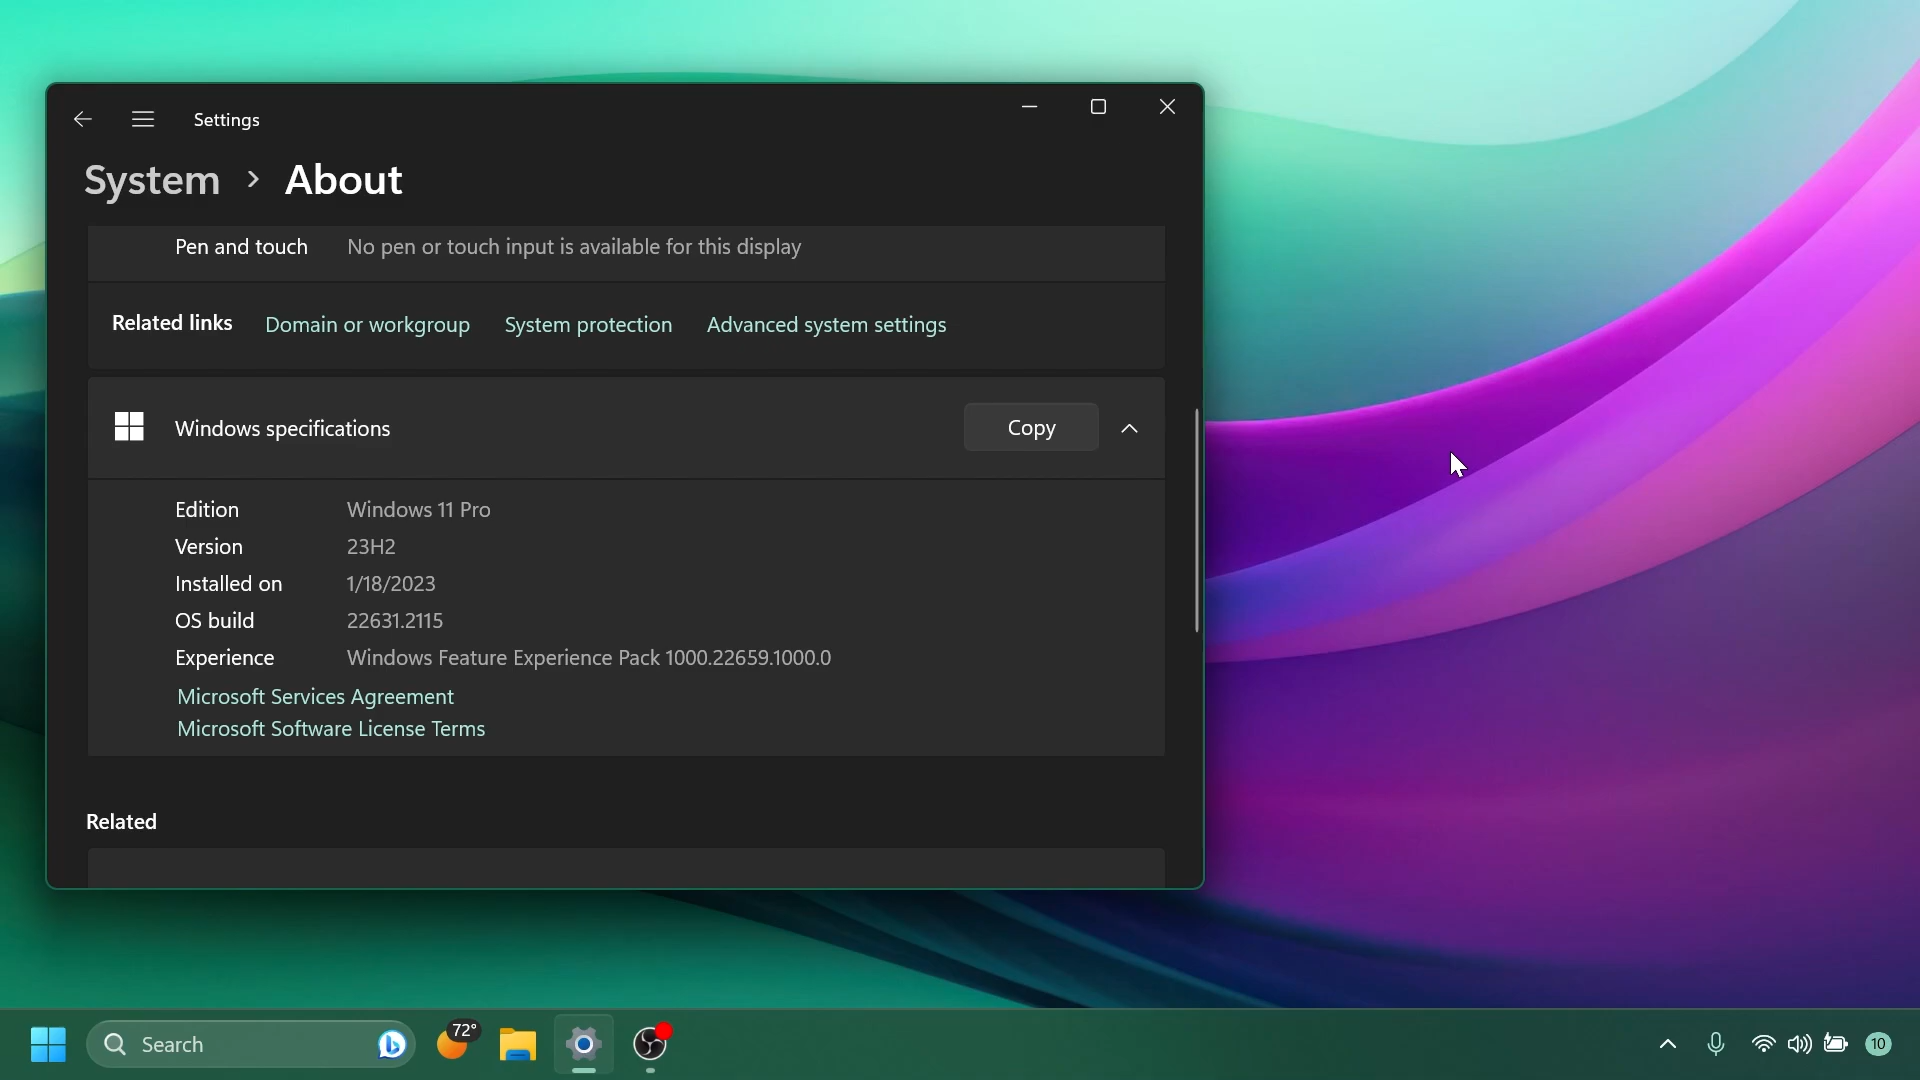 Settings
System > About
Pen and touch No pen or touch input is available for this display
Related links Domain or workgroup System protection Advanced system settings
Windows specifications Copy
Edition Windows 11 Pro
Version 23H2
Installed on 1/18/2023
OS build 22631.2115
Experience Windows Feature Experience Pack 1000.22659.1000.0
Microsoft Services Agreement
Microsoft Software License Terms
Related
Search 72° 10